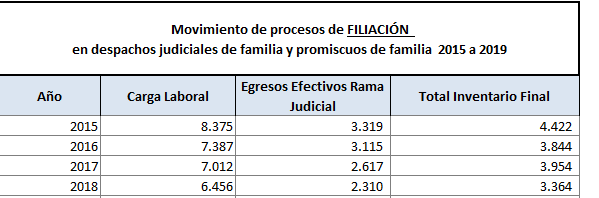 Movimiento de procesos de FILIACIÓN
en despachos judiciales de familia y promiscuos de familia 2015 a 2019
Año Carga Laboral Egresos Efectivos Rama Judicial Total Inventario Final
2015 8.375 3.319 4.422
2016 7.387 3.115 3.844
2017 7.012 2.617 3.954
2018 6.456 2.310 3.364